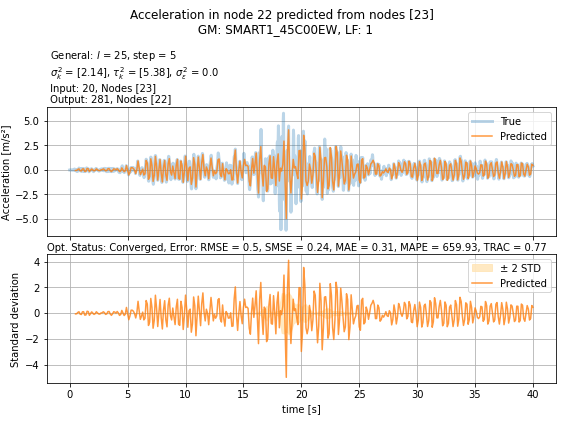 Acceleration in node 22 predicted from nodes [23]
GM: SMART1_45C00EW, LF: 1
General: l = 25, step = 5
σ²ₖ = [2.14], τ²ₖ = [5.38], σ²ᵋ = 0.0
Input: 20, Nodes [23]
Output: 281, Nodes [22]
Acceleration [m/s²]
5.0
2.5
0.0
−2.5
−5.0
True
Predicted
Opt. Status: Converged, Error: RMSE = 0.5, SMSE = 0.24, MAE = 0.31, MAPE = 659.93, TRAC = 0.77
Standard deviation
4
2
0
−2
−4
± 2 STD
Predicted
0 5 10 15 20 25 30 35 40
time [s]